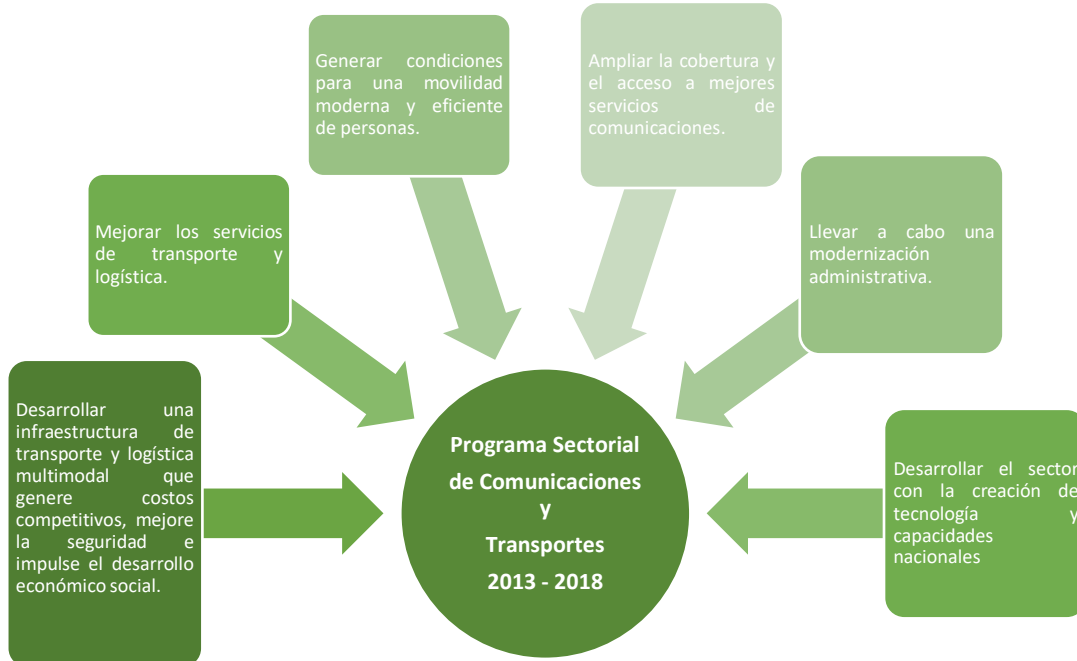 Desarrollar una
infraestructura de
transporte y logística
multimodal que
genere costos
competitivos, mejore
la seguridad e
impulse el desarrollo
económico social.
Mejorar los servicios
de transporte y
logística.
Generar condiciones
para una movilidad
moderna y eficiente
de personas.
Ampliar la cobertura y
el acceso a mejores
servicios de
comunicaciones.
Llevar a cabo una
modernización
administrativa.
Desarrollar el sector
con la creación de
tecnología y
capacidades
nacionales
Programa Sectorial
de Comunicaciones
y
Transportes
2013 - 2018